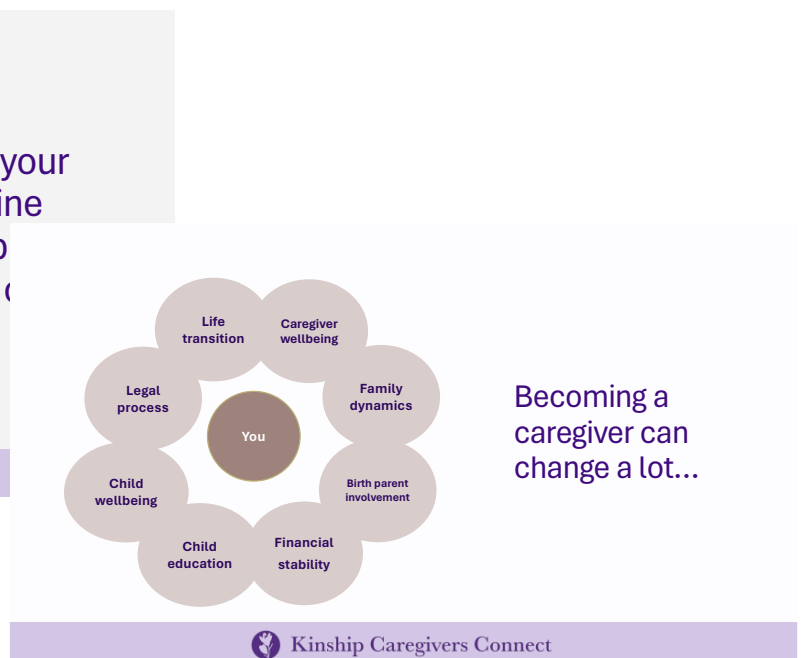 your
ine
Life
transition
Caregiver
wellbeing
Family
dynamics
Birth parent
involvement
Financial
stability
Child
education
Child
wellbeing
Legal
process
You
Becoming a
caregiver can
change a lot...
Kinship Caregivers Connect